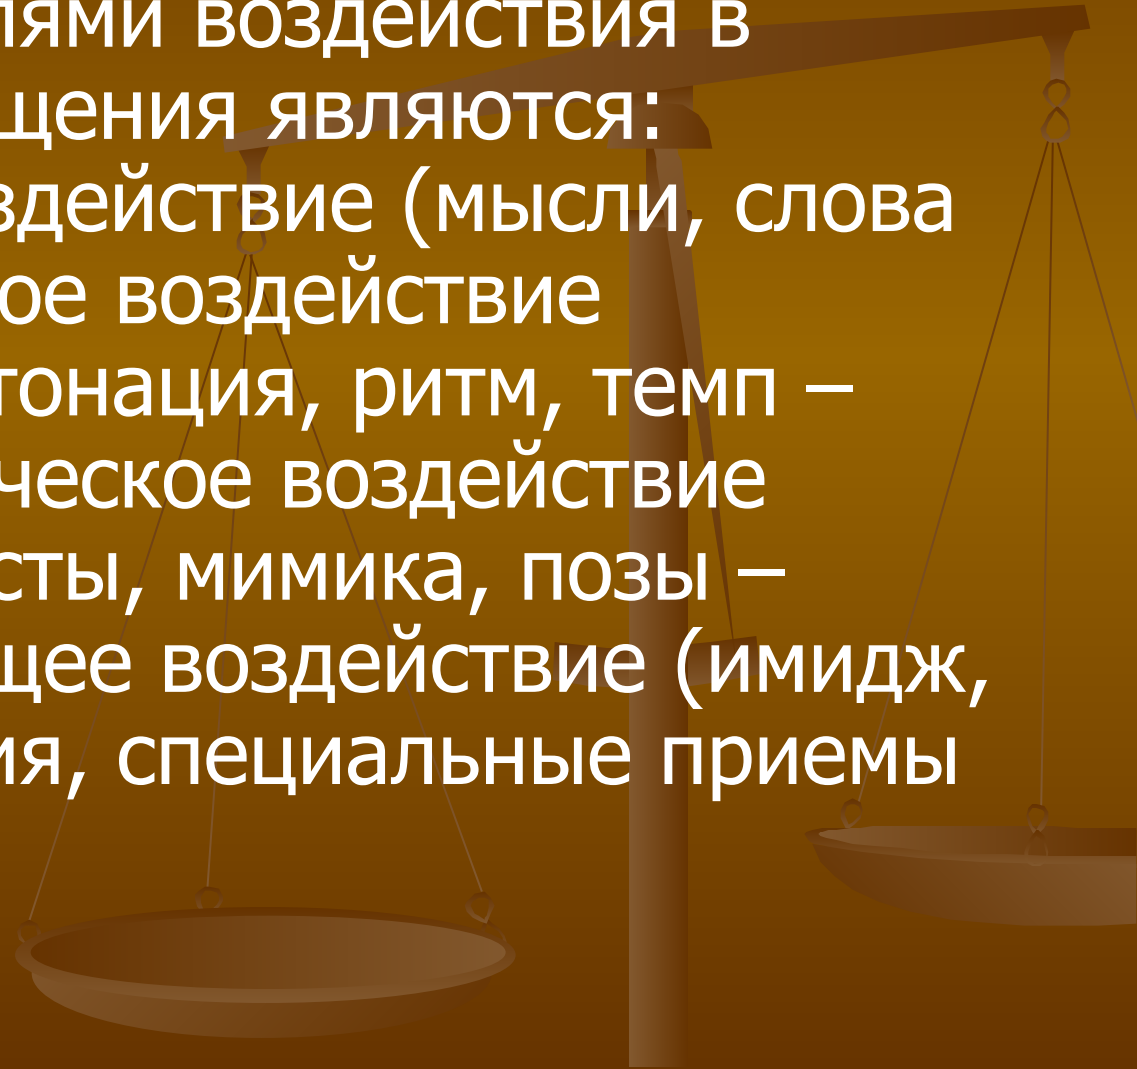 лями воздействия в
щения являются:
здействие (мысли, слова
ое воздействие
тонация, ритм, темп –
ческое воздействие
сты, мимика, позы –
щее воздействие (имидж,
ия, специальные приемы